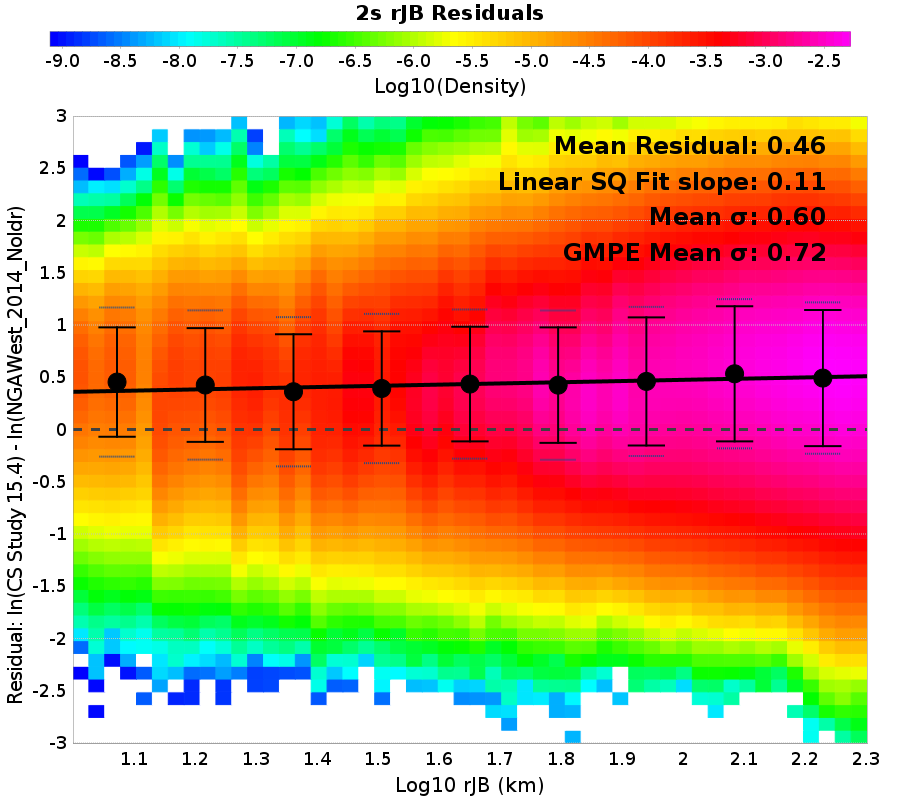 2s rJB Residuals
-9.0 -8.5 -8.0 -7.5 -7.0 -6.5 -6.0 -5.5 -5.0 -4.5 -4.0 -3.5 -3.0 -2.5
Log10(Density)
Mean Residual: 0.46
Linear SQ Fit slope: 0.11
Mean σ: 0.60
GMPE Mean σ: 0.72
Residual: ln(CS Study 15.4) - ln(NGAWest_2014_NoIdr)
3
2.5
2
1.5
1
0.5
0
-0.5
-1
-1.5
-2
-2.5
-3
1.1 1.2 1.3 1.4 1.5 1.6 1.7 1.8 1.9 2 2.1 2.2 2.3
Log10 rJB (km)